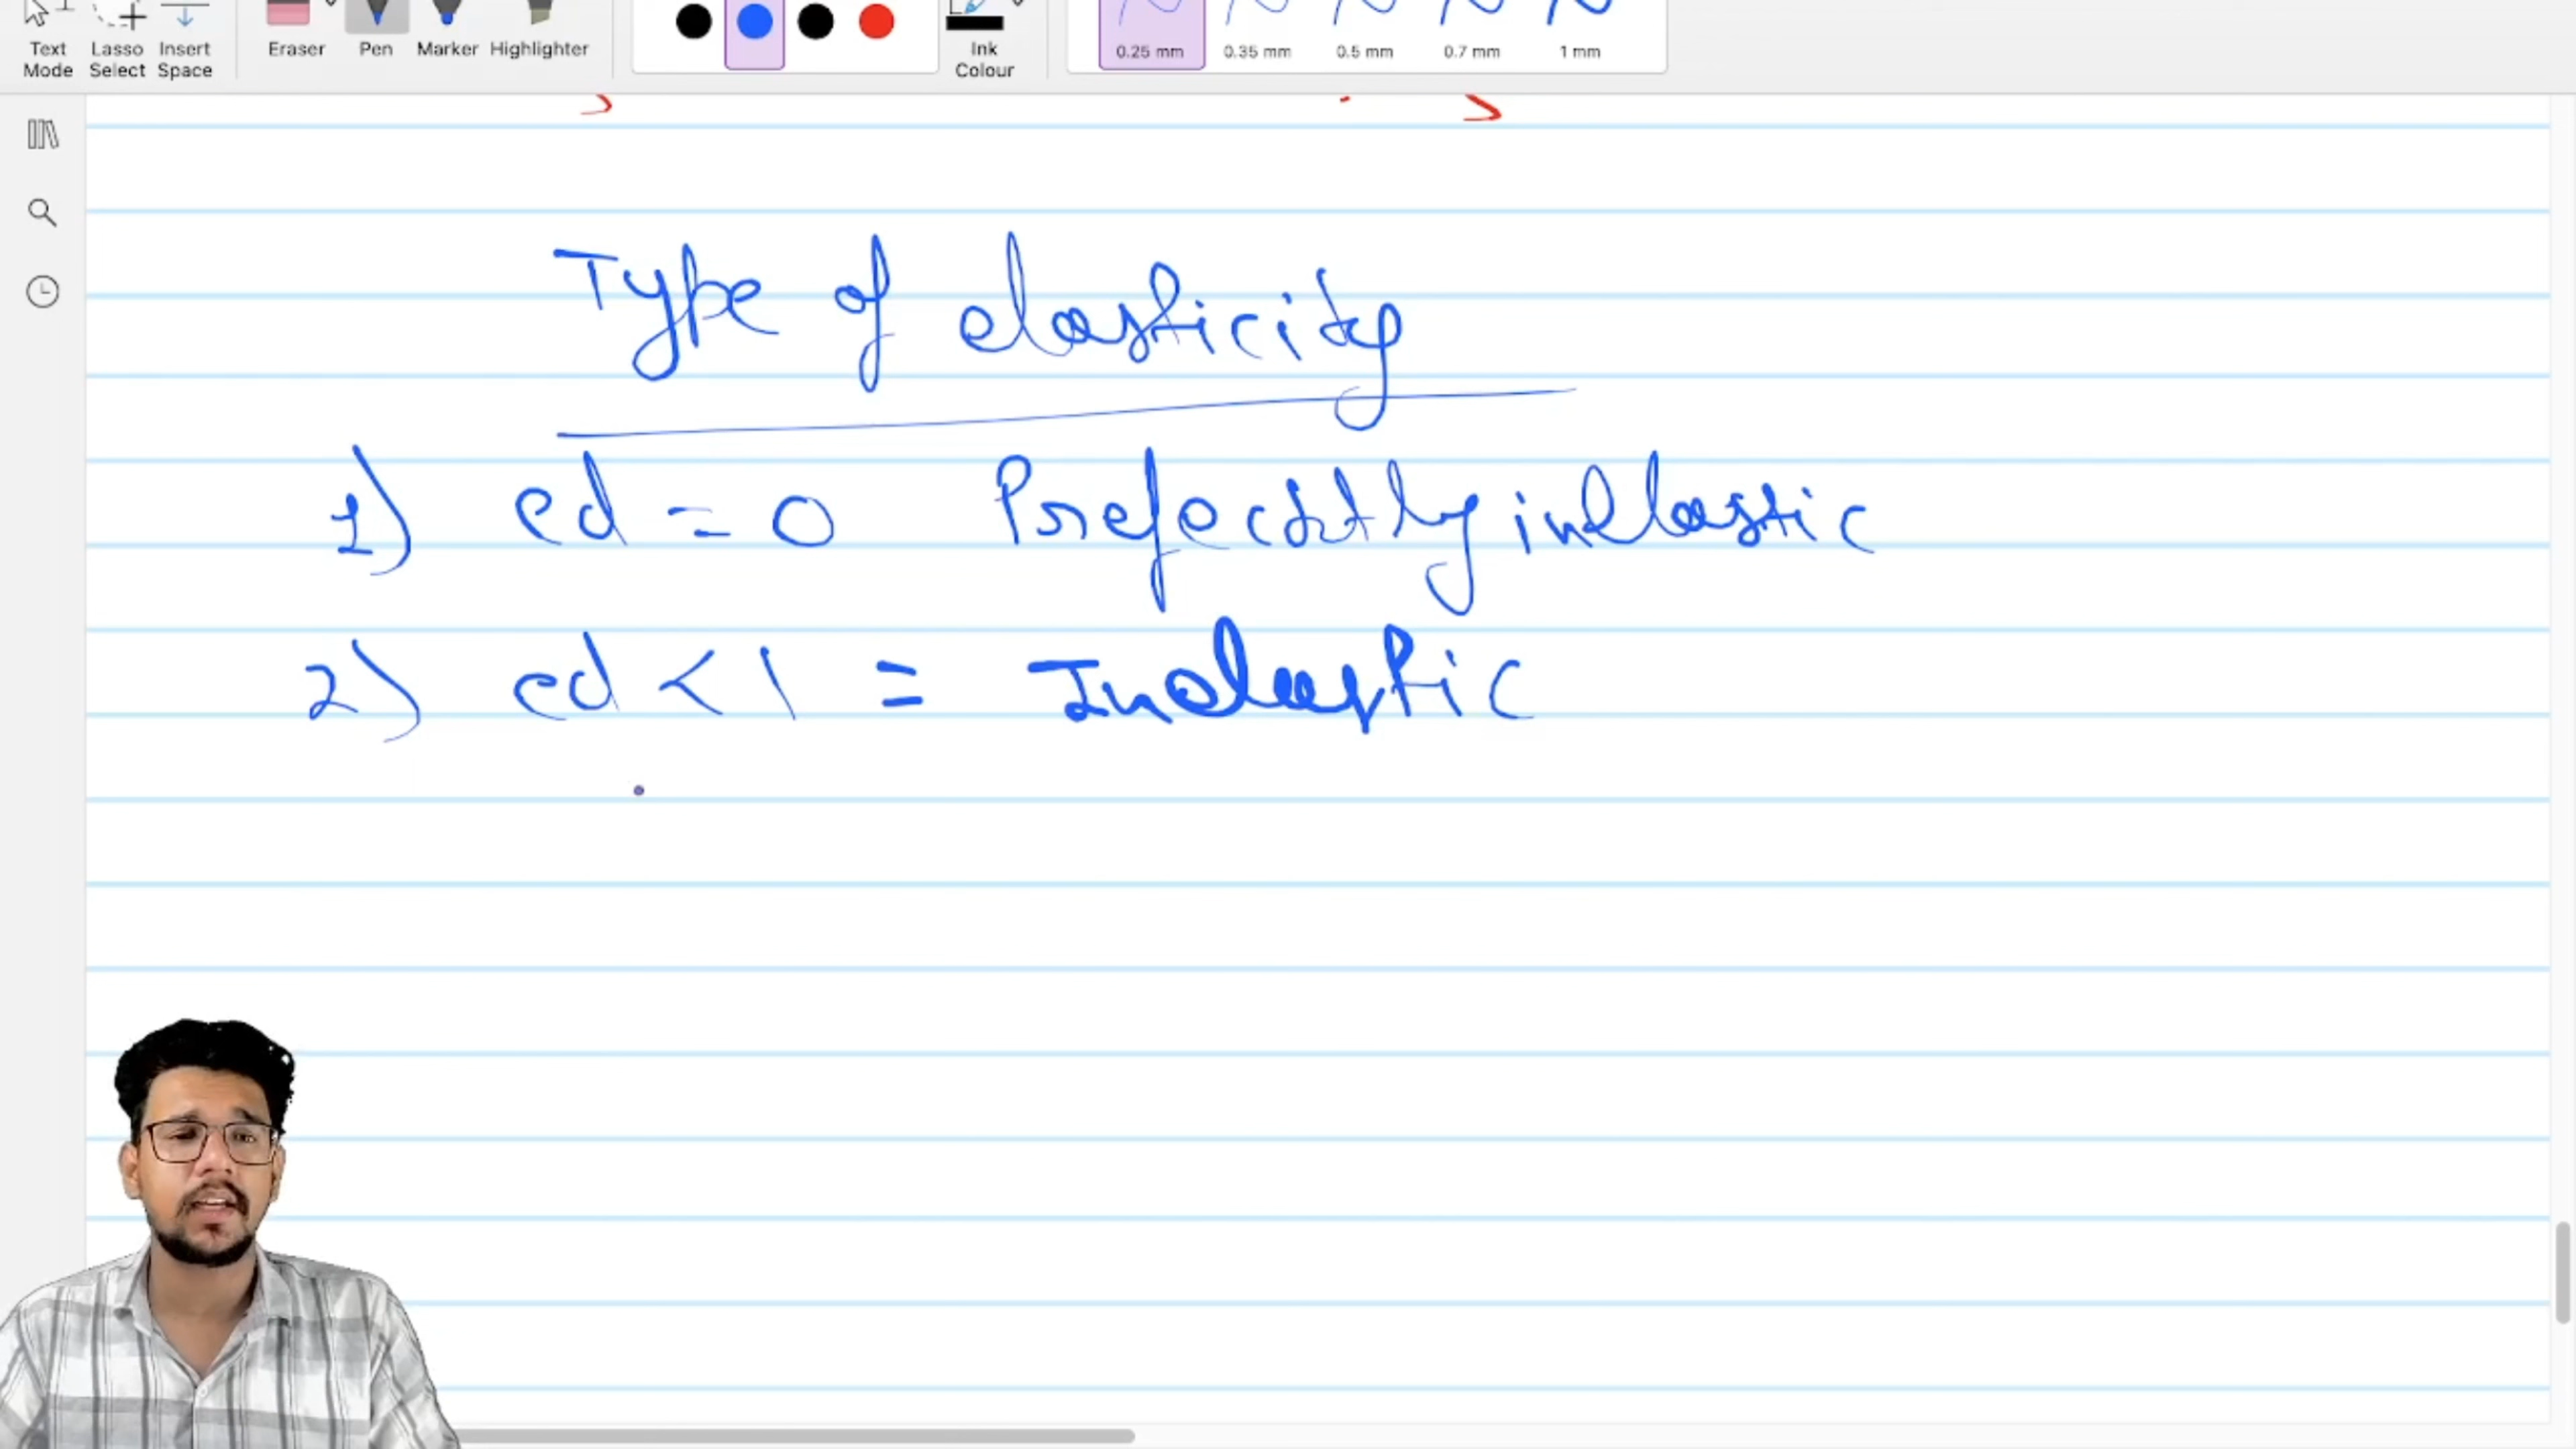 Text Mode
Lasso Select
Insert Space
Eraser
Pen
Marker
Highlighter
Ink Colour
0.25 mm
0.35 mm
0.5 mm
0.7 mm
1 mm
Type of elasticity
1) ed = 0 Prefectly inelastic
2) ed < 1 = Inelastic